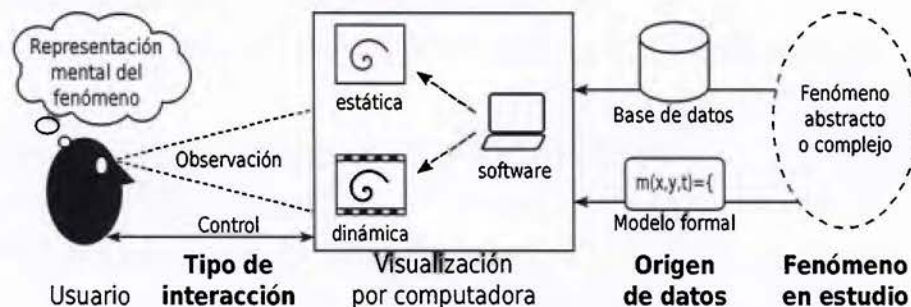 Representación
mental del
fenómeno
Observación
Control
estática
dinámica
software
Base de datos
m(x,y,t)={
Modelo formal
Fenómeno
abstracto
o complejo
Usuario
Tipo de
interacción
Visualización
por computadora
Origen
de datos
Fenómeno
en estudio